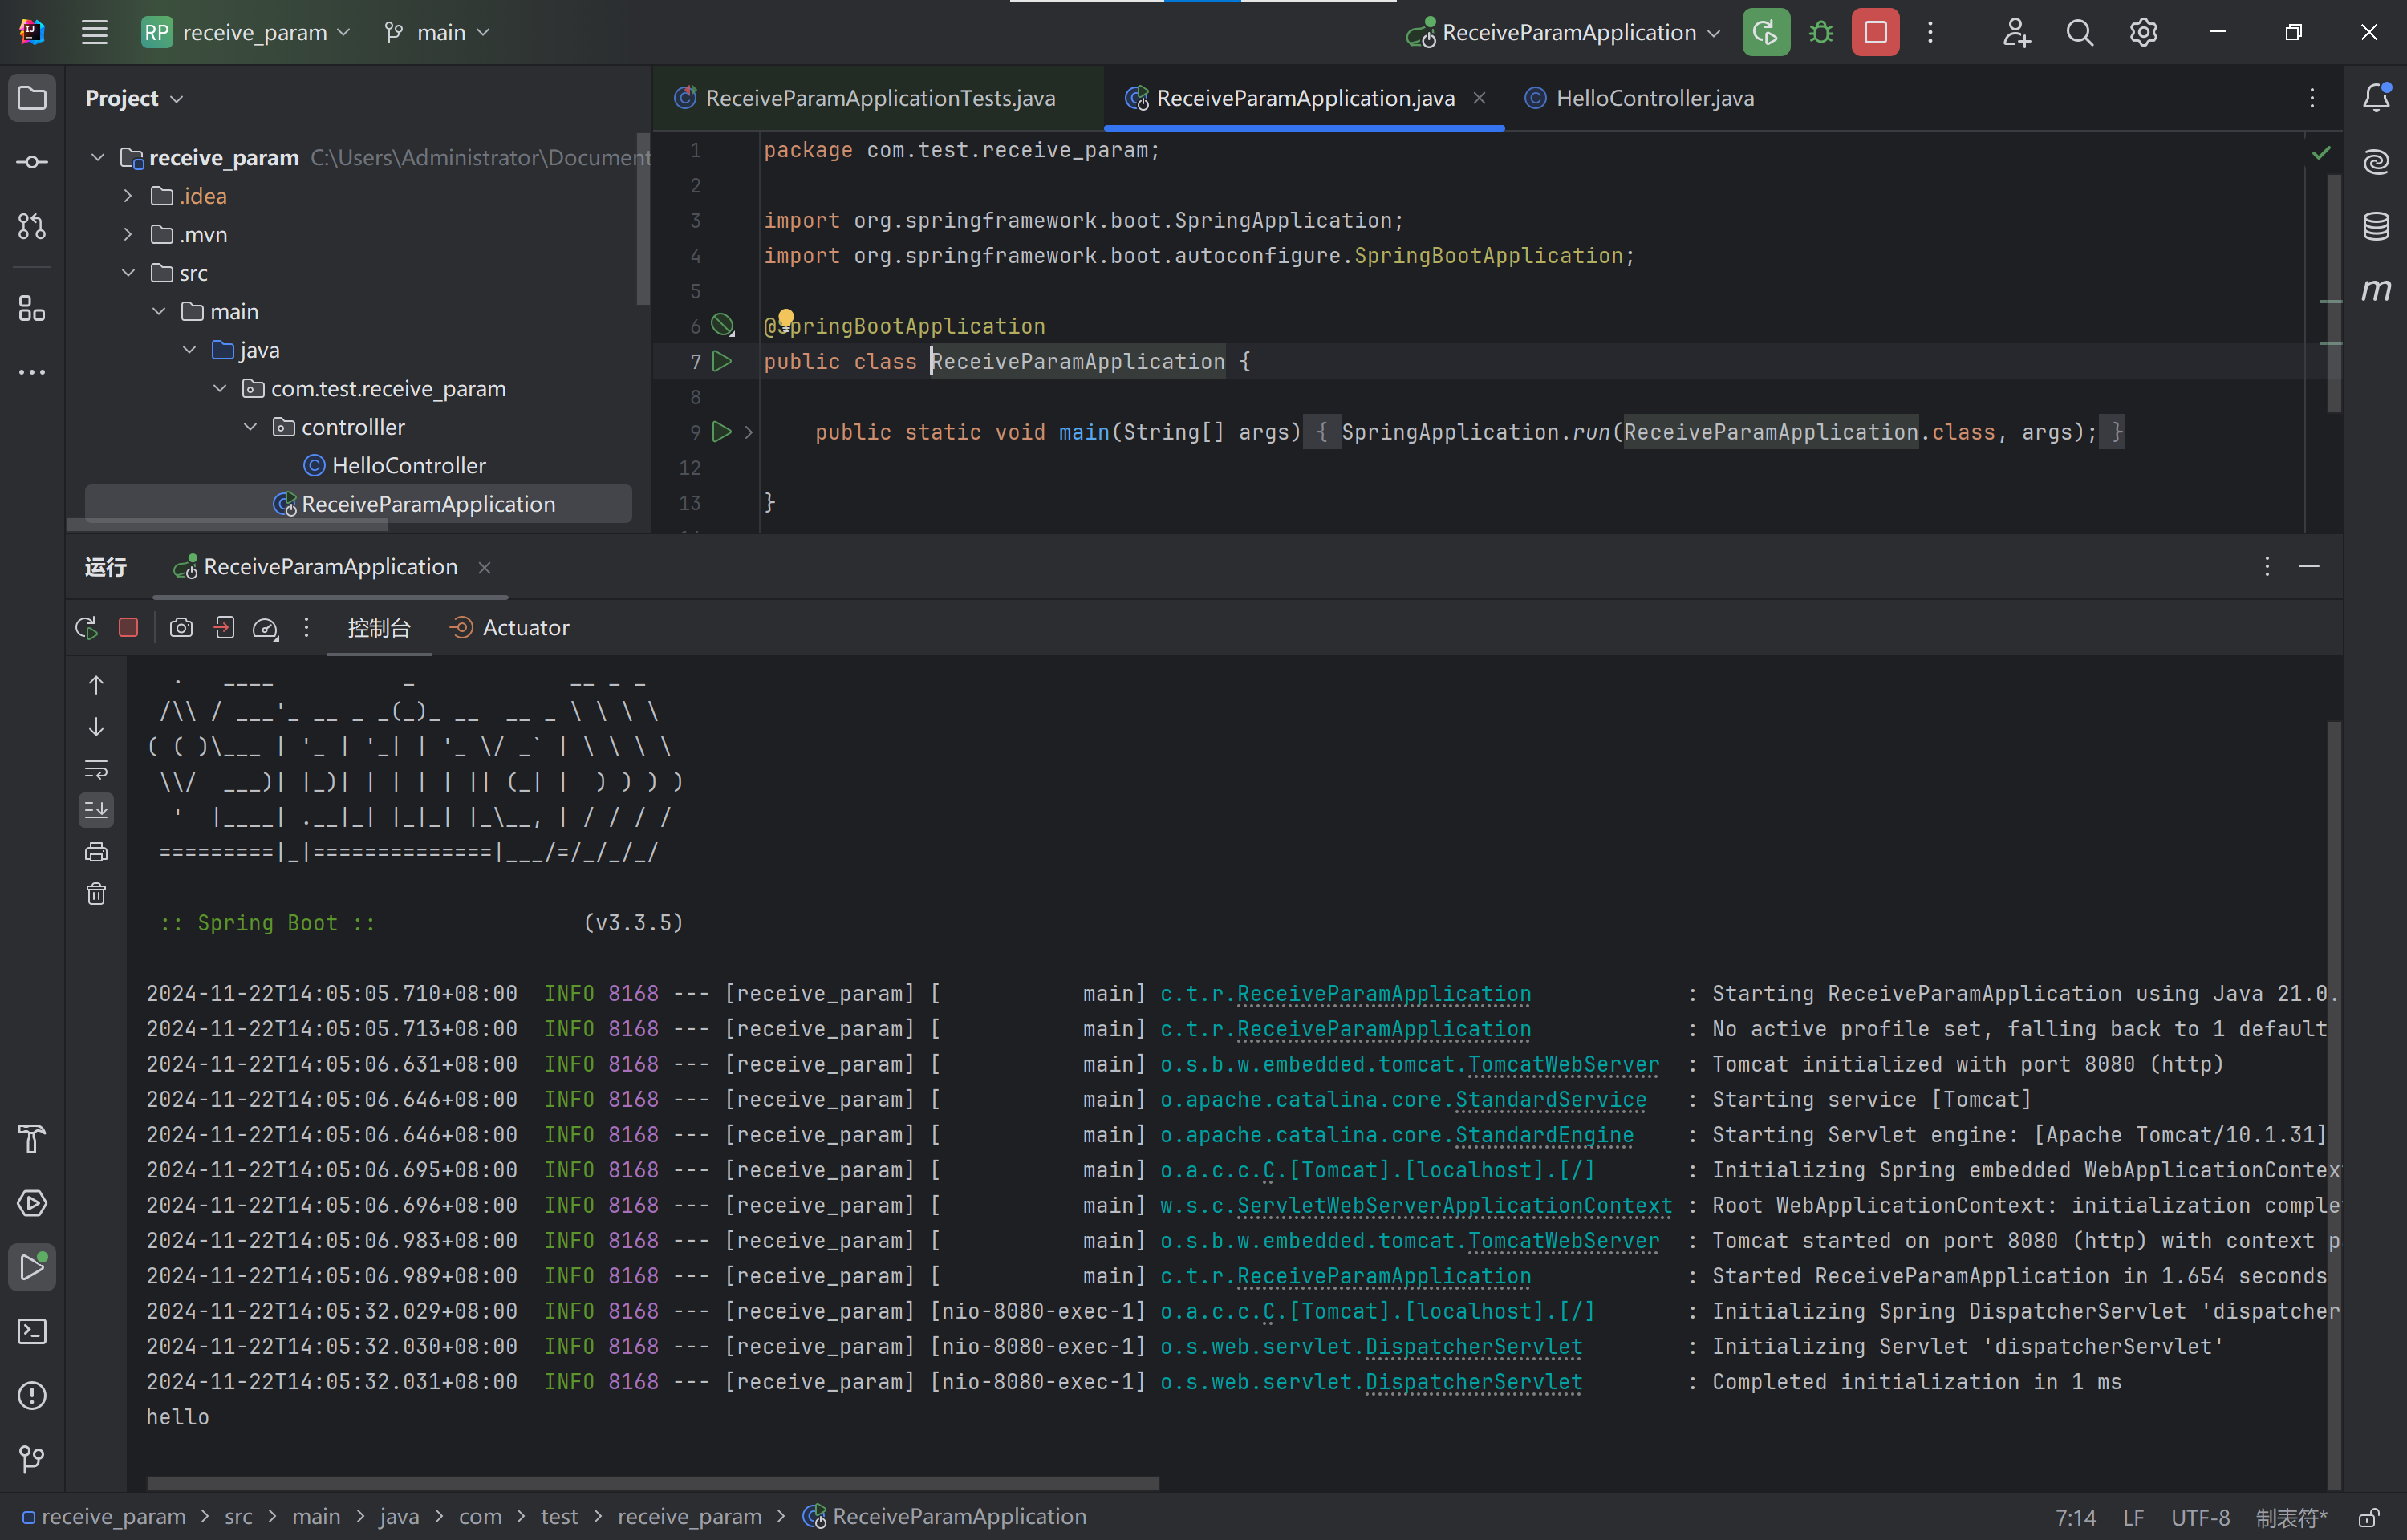 RP receive_param main ReceiveParamApplication
Project
receive_param C:\Users\Administrator\Document
.idea
.mvn
src
main
java
com.test.receive_param
controlller
HelloController
ReceiveParamApplication
ReceiveParamApplicationTests.java ReceiveParamApplication.java HelloController.java
1 package com.test.receive_param;
2
3 import org.springframework.boot.SpringApplication;
4 import org.springframework.boot.autoconfigure.SpringBootApplication;
5
6 @SpringBootApplication
7 public class ReceiveParamApplication {
8
9 public static void main(String[] args) { SpringApplication.run(ReceiveParamApplication.class, args); }
12
13 }
运行 ReceiveParamApplication
控制台 Actuator
  .   ____          _            __ _ _
 /\\ / ___'_ __ _ _(_)_ __  __ _ \ \ \ \
( ( )\___ | '_ | '_| | '_ \/ _` | \ \ \ \
 \\/  ___)| |_)| | | | | || (_| |  ) ) ) )
  '  |____| .__|_| |_|_| |_\__, | / / / /
 =========|_|==============|___/=/_/_/_/
:: Spring Boot :: (v3.3.5)
2024-11-22T14:05:05.710+08:00 INFO 8168 --- [receive_param] [           main] c.t.r.ReceiveParamApplication : Starting ReceiveParamApplication using Java 21.0.
2024-11-22T14:05:05.713+08:00 INFO 8168 --- [receive_param] [           main] c.t.r.ReceiveParamApplication : No active profile set, falling back to 1 default
2024-11-22T14:05:06.631+08:00 INFO 8168 --- [receive_param] [           main] o.s.b.w.embedded.tomcat.TomcatWebServer : Tomcat initialized with port 8080 (http)
2024-11-22T14:05:06.646+08:00 INFO 8168 --- [receive_param] [           main] o.apache.catalina.core.StandardService : Starting service [Tomcat]
2024-11-22T14:05:06.646+08:00 INFO 8168 --- [receive_param] [           main] o.apache.catalina.core.StandardEngine : Starting Servlet engine: [Apache Tomcat/10.1.31]
2024-11-22T14:05:06.695+08:00 INFO 8168 --- [receive_param] [           main] o.a.c.c.C.[Tomcat].[localhost].[/] : Initializing Spring embedded WebApplicationContex
2024-11-22T14:05:06.696+08:00 INFO 8168 --- [receive_param] [           main] w.s.c.ServletWebServerApplicationContext : Root WebApplicationContext: initialization comple
2024-11-22T14:05:06.983+08:00 INFO 8168 --- [receive_param] [           main] o.s.b.w.embedded.tomcat.TomcatWebServer : Tomcat started on port 8080 (http) with context p
2024-11-22T14:05:06.989+08:00 INFO 8168 --- [receive_param] [           main] c.t.r.ReceiveParamApplication : Started ReceiveParamApplication in 1.654 seconds
2024-11-22T14:05:32.029+08:00 INFO 8168 --- [receive_param] [nio-8080-exec-1] o.a.c.c.C.[Tomcat].[localhost].[/] : Initializing Spring DispatcherServlet 'dispatcher
2024-11-22T14:05:32.030+08:00 INFO 8168 --- [receive_param] [nio-8080-exec-1] o.s.web.servlet.DispatcherServlet : Initializing Servlet 'dispatcherServlet'
2024-11-22T14:05:32.031+08:00 INFO 8168 --- [receive_param] [nio-8080-exec-1] o.s.web.servlet.DispatcherServlet : Completed initialization in 1 ms
hello
receive_param > src > main > java > com > test > receive_param > ReceiveParamApplication 7:14 LF UTF-8 制表符*